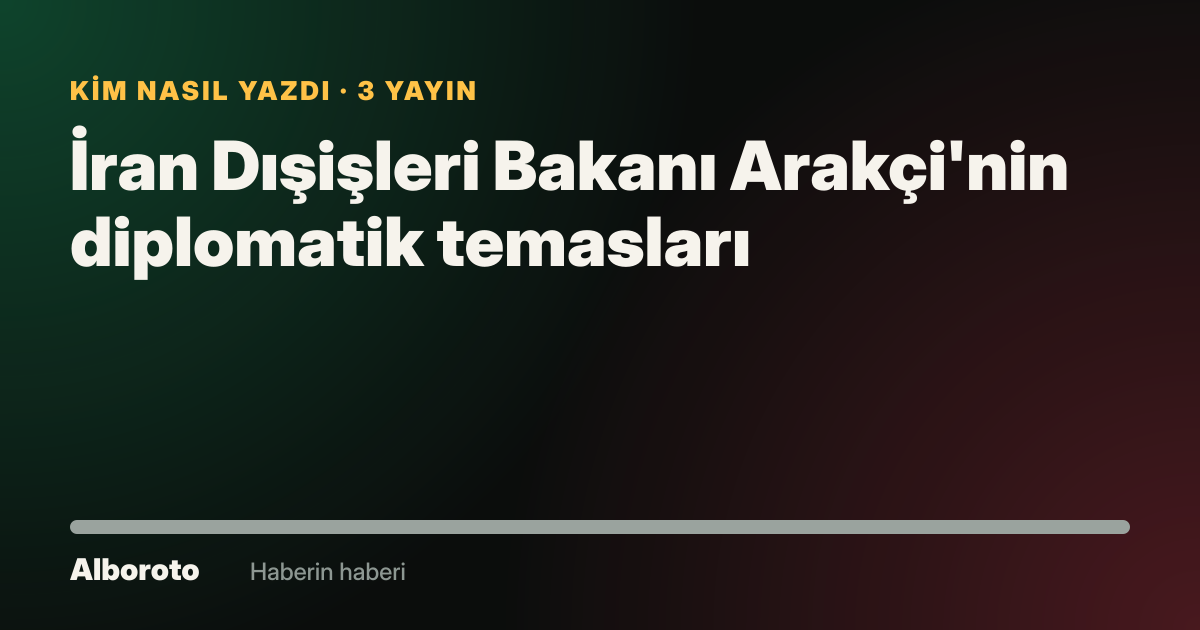 KİM NASIL YAZDI · 3 YAYIN
İran Dışişleri Bakanı Arakçi'nin
diplomatik temasları
Alboroto Haberin haberi